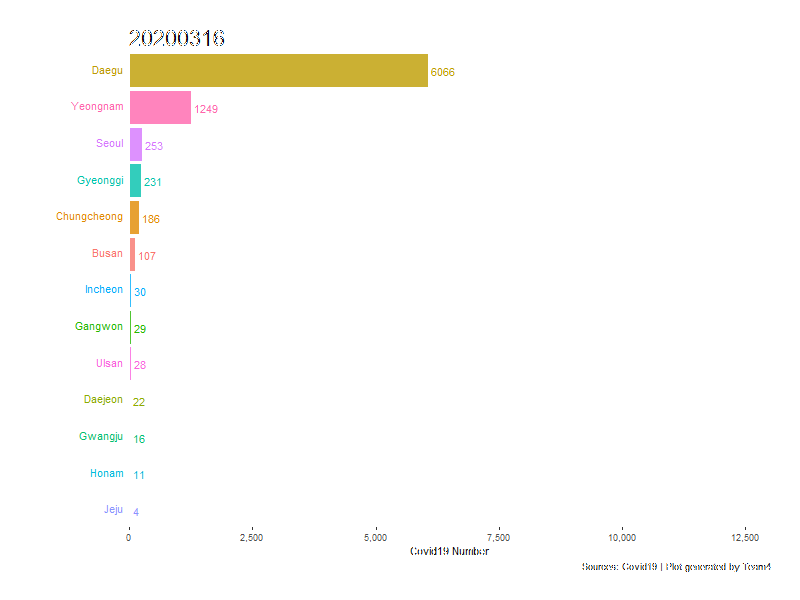 20200316
Daegu 6066
Yeongnam 1249
Seoul 253
Gyeonggi 231
Chungcheong 186
Busan 107
Incheon 30
Gangwon 29
Ulsan 28
Daejeon 22
Gwangju 16
Honam 11
Jeju 4
0 2,500 5,000 7,500 10,000 12,500
Covid19 Number
Sources: Covid19 | Plot generated by Team4